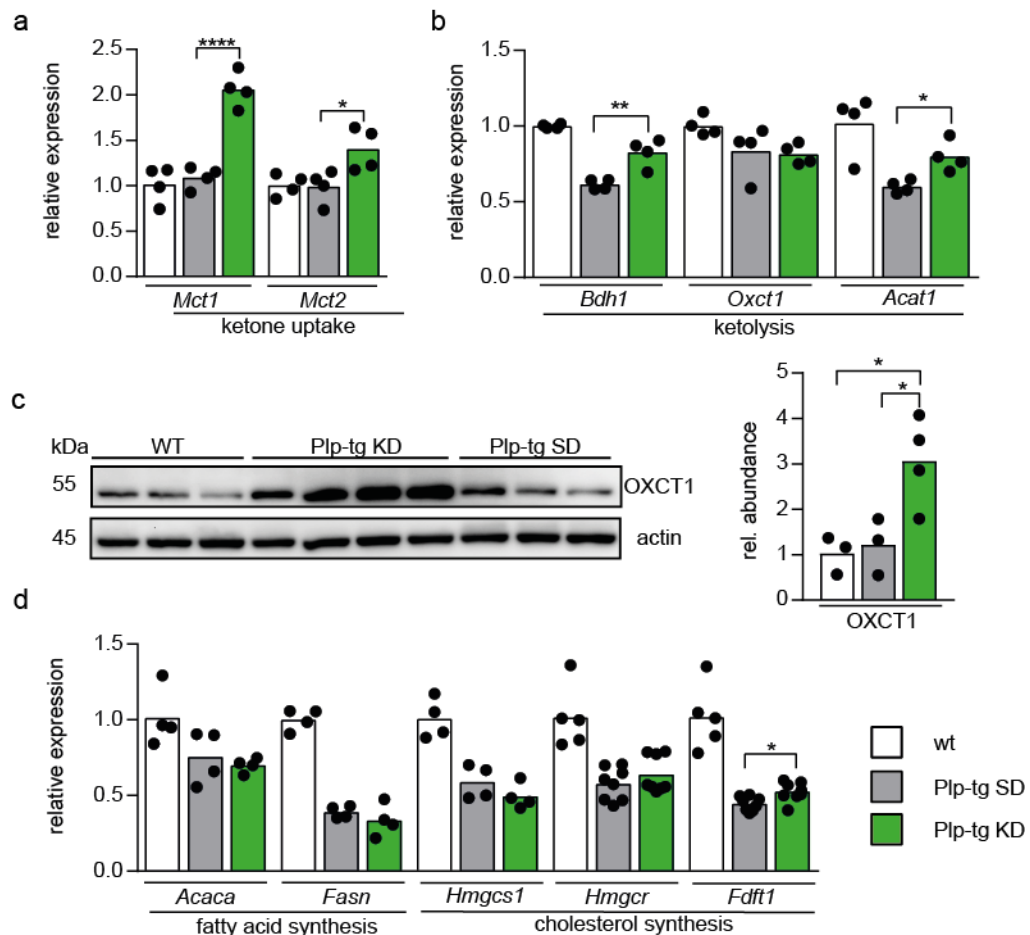 a
relative expression
2.5
2.0
1.5
1.0
0.5
0.0
****
*
Mct1 Mct2
ketone uptake
b
relative expression
1.5
1.0
0.5
0.0
**
*
Bdh1 Oxct1 Acat1
ketolysis
c
kDa WT Plp-tg KD Plp-tg SD
55 OXCT1
45 actin
rel. abundance
5
4
3
2
1
0
*
*
OXCT1
d
relative expression
1.5
1.0
0.5
0.0
*
Acaca Fasn Hmgcs1 Hmgcr Fdft1
fatty acid synthesis cholesterol synthesis
wt
Plp-tg SD
Plp-tg KD